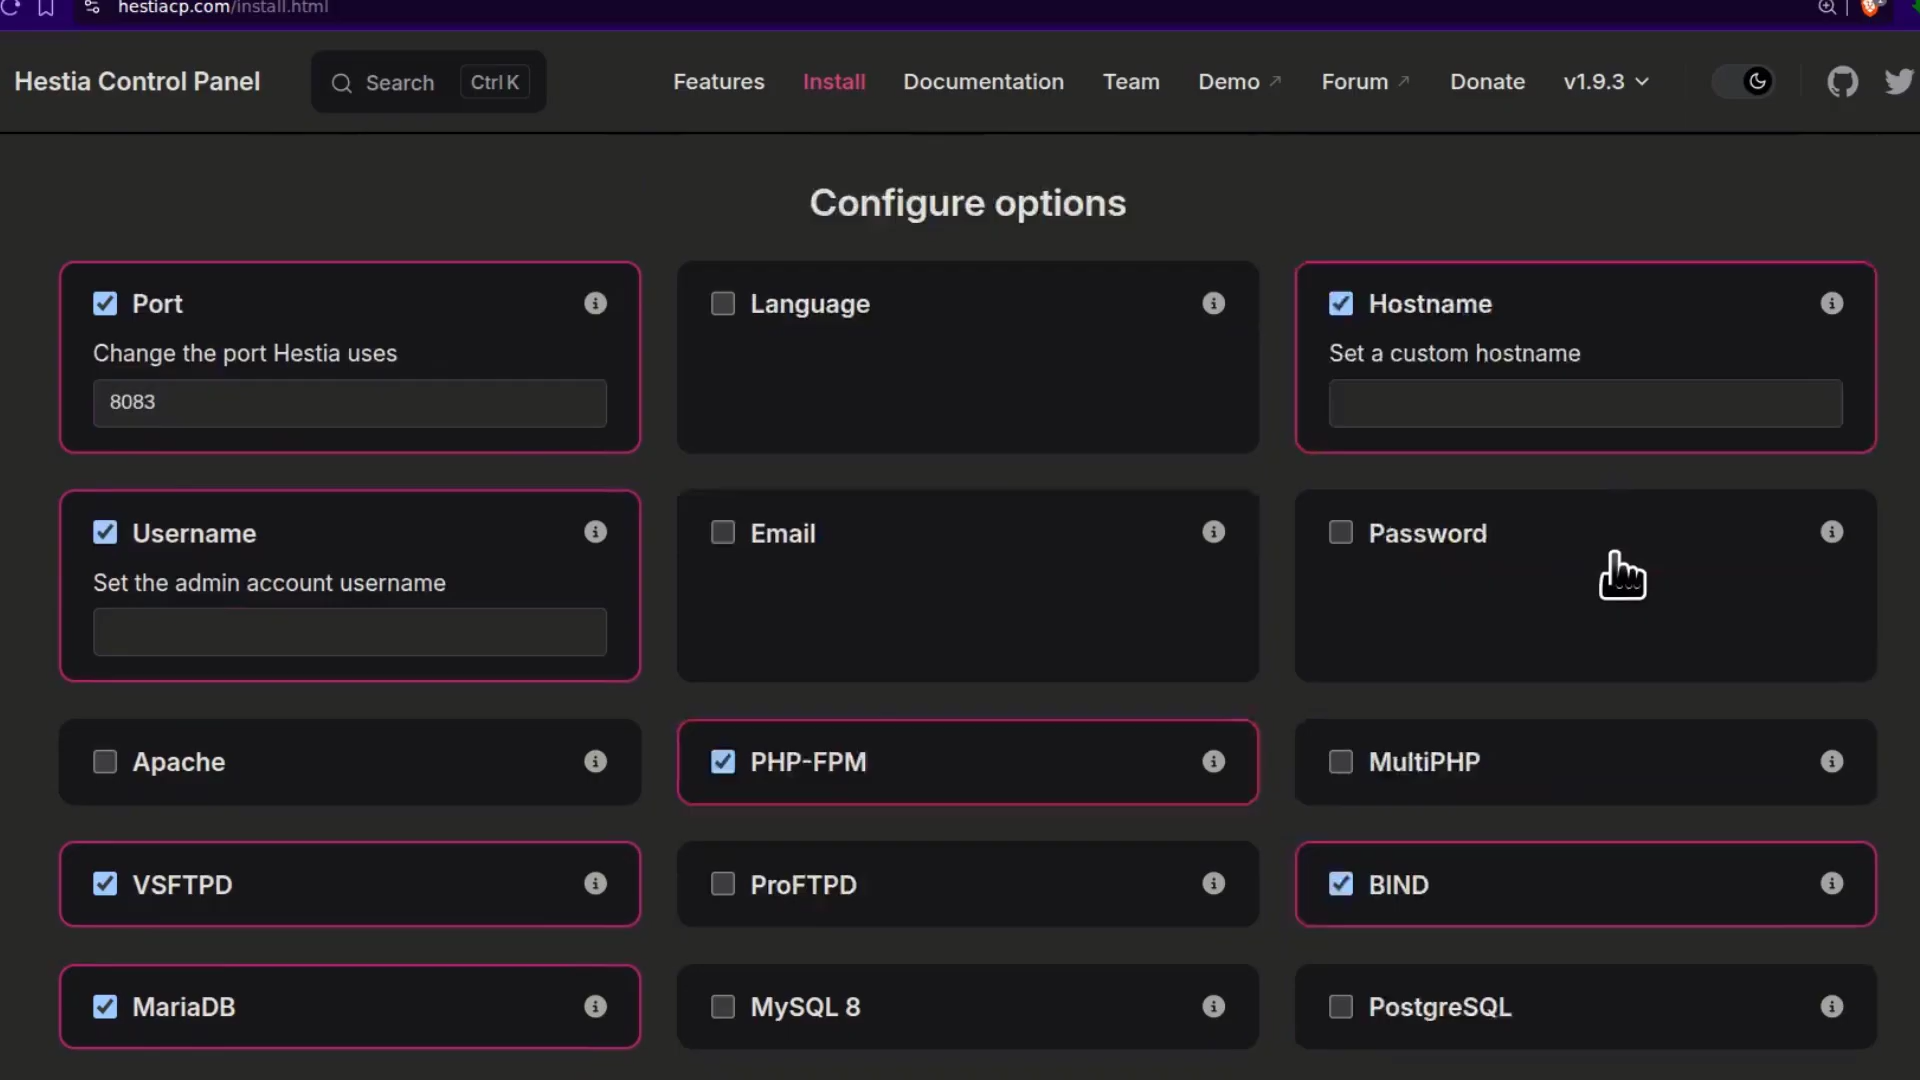 hestiacp.com/install.html
Hestia Control Panel
Search
Ctrl K
Features
Install
Documentation
Team
Demo
Forum
Donate
v1.9.3
Configure options
Port
Change the port Hestia uses
8083
Language
Hostname
Set a custom hostname
Username
Set the admin account username
Email
Password
Apache
PHP-FPM
MultiPHP
VSFTPD
ProFTPD
BIND
MariaDB
MySQL 8
PostgreSQL